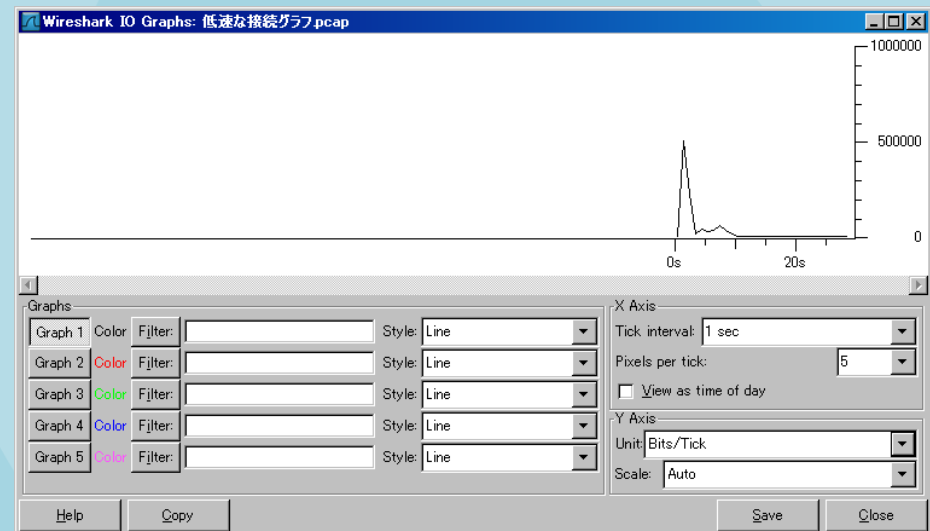 Wireshark IO Graphs: 低速な接続グラフ.pcap
1000000
500000
0
0s
20s
Graphs
Graph 1 Color Filter: Style: Line
Graph 2 Color Filter: Style: Line
Graph 3 Color Filter: Style: Line
Graph 4 Color Filter: Style: Line
Graph 5 Color Filter: Style: Line
X Axis
Tick interval: 1 sec
Pixels per tick: 5
View as time of day
Y Axis
Unit: Bits/Tick
Scale: Auto
Help
Copy
Save
Close